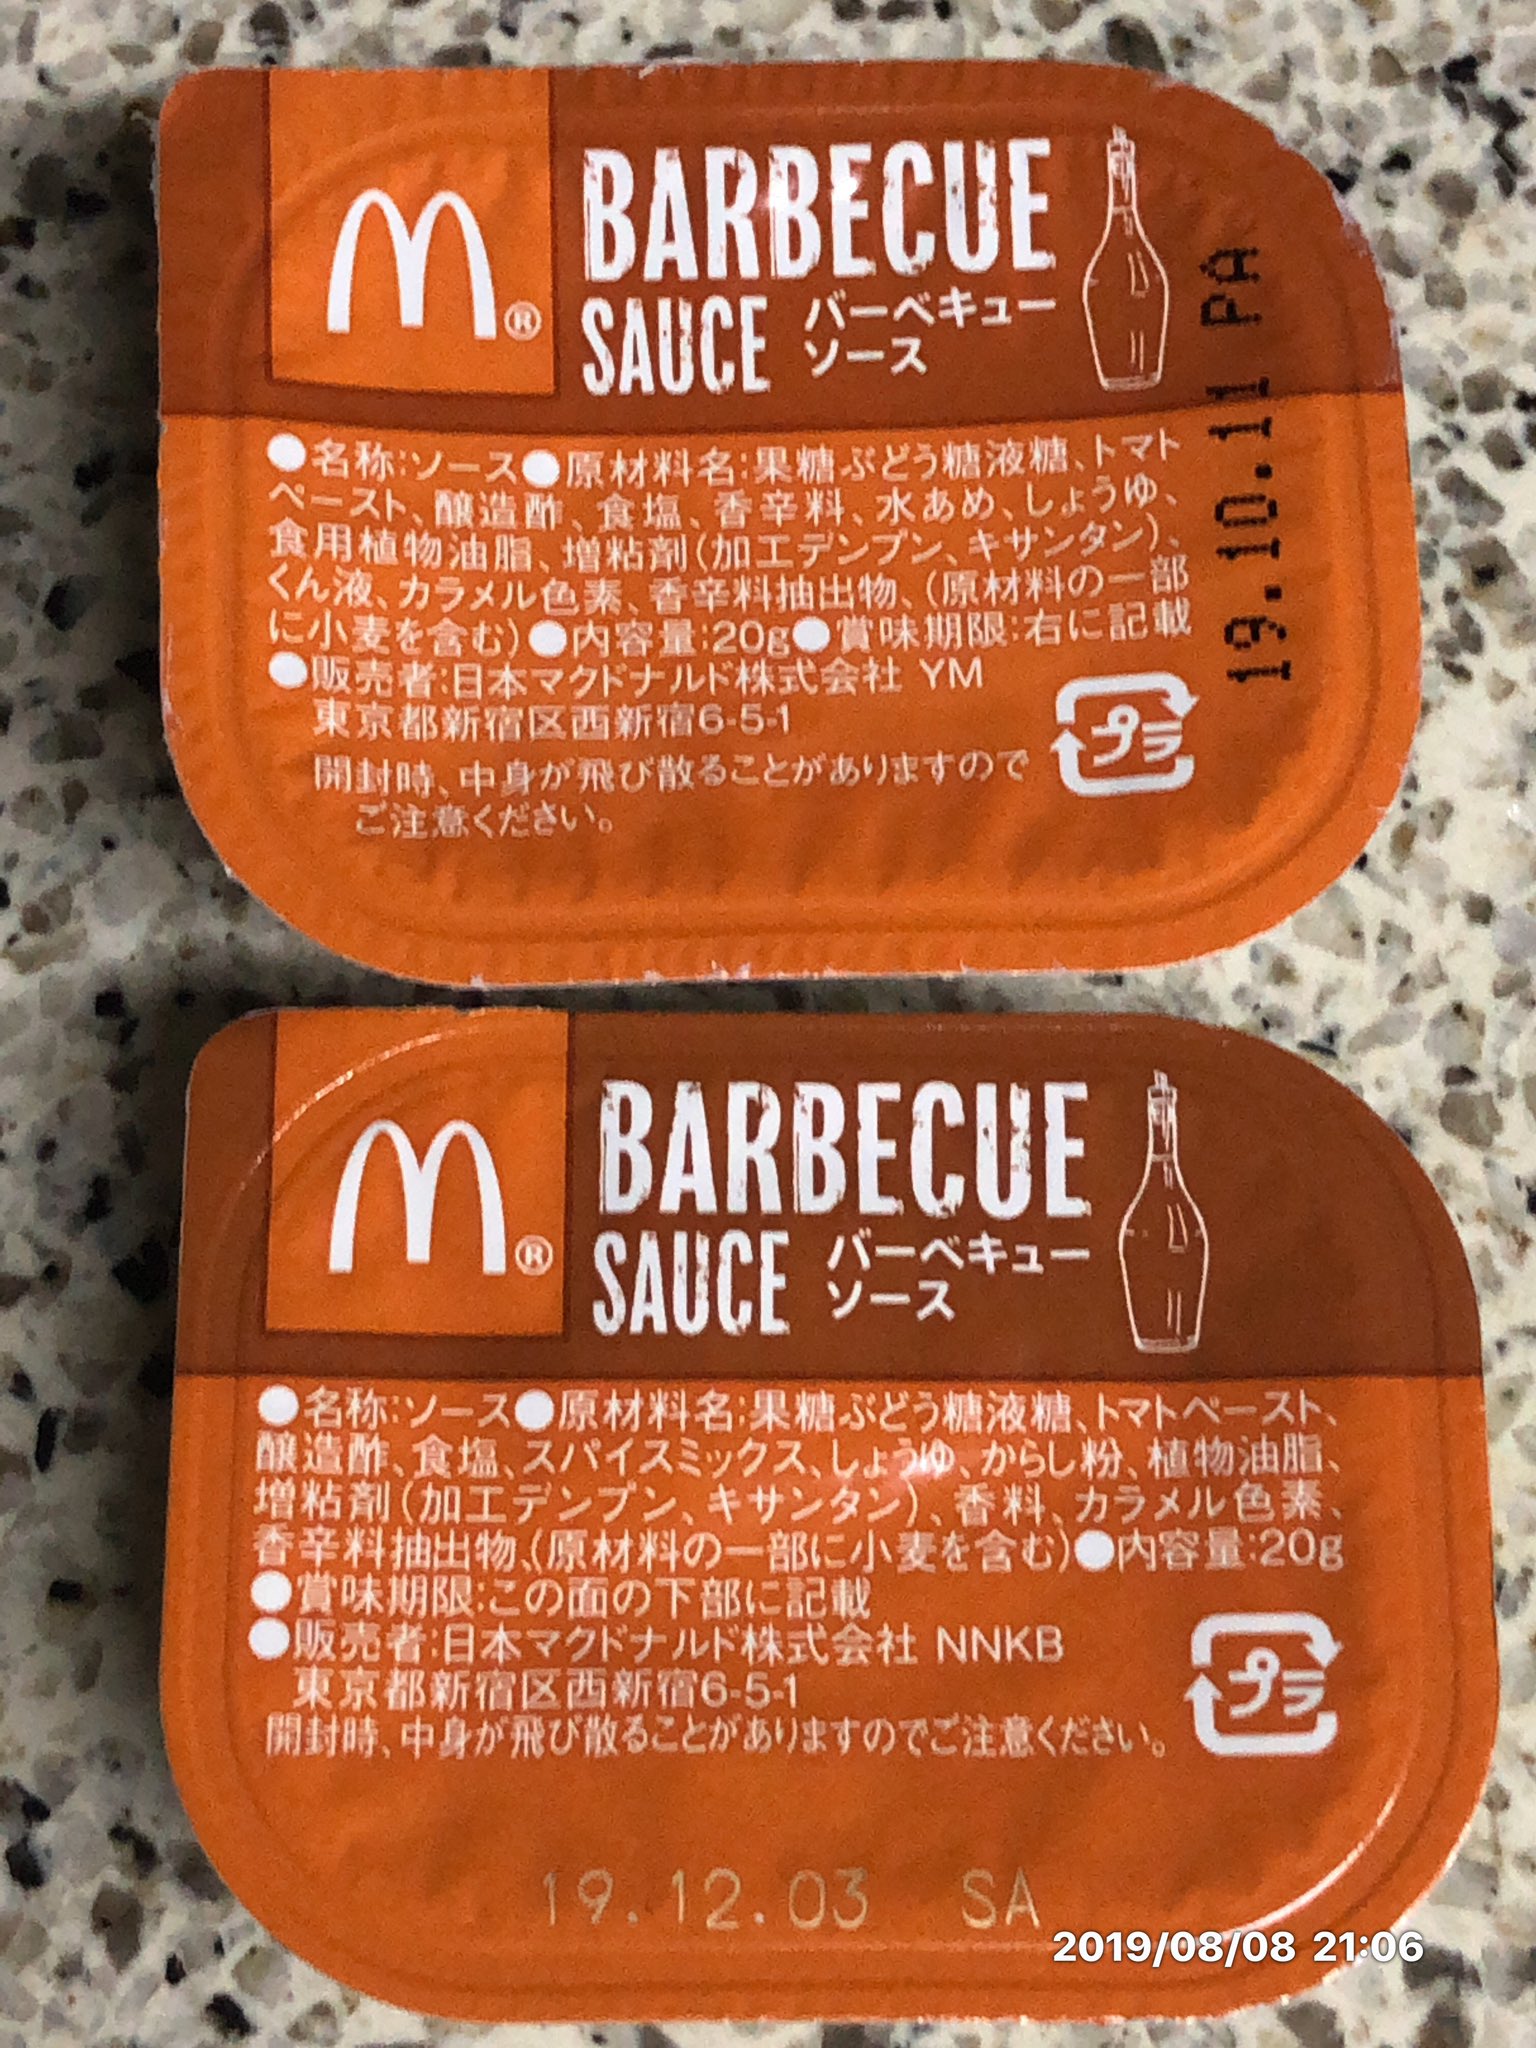 M®
BARBECUE
SAUCE バーベキュー
ソース
●名称:ソース●原材料名:果糖ぶどう糖液糖、トマト
ペースト、醸造酢、食塩、香辛料、水あめ、しょうゆ、
食用植物油脂、増粘剤(加工デンプン、キサンタン)、
くん液、カラメル色素、香辛料抽出物、(原材料の一部
に小麦を含む)●内容量:20g●賞味期限:右に記載
●販売者:日本マクドナルド株式会社 YM
東京都新宿区西新宿6-5-1
開封時、中身が飛び散ることがありますので
ご注意ください。
プラ
19.10.11 PA
M®
BARBECUE
SAUCE バーベキュー
ソース
●名称:ソース●原材料名:果糖ぶどう糖液糖、トマトペースト、
醸造酢、食塩、スパイスミックス、しょうゆ、からし粉、植物油脂、
増粘剤(加工デンプン、キサンタン)、香料、カラメル色素、
香辛料抽出物、(原材料の一部に小麦を含む)●内容量:20g
●賞味期限:この面の下部に記載
●販売者:日本マクドナルド株式会社 NNKB
東京都新宿区西新宿6-5-1
開封時、中身が飛び散ることがありますのでご注意ください。
プラ
19.12.03 SA
2019/08/08 21:06